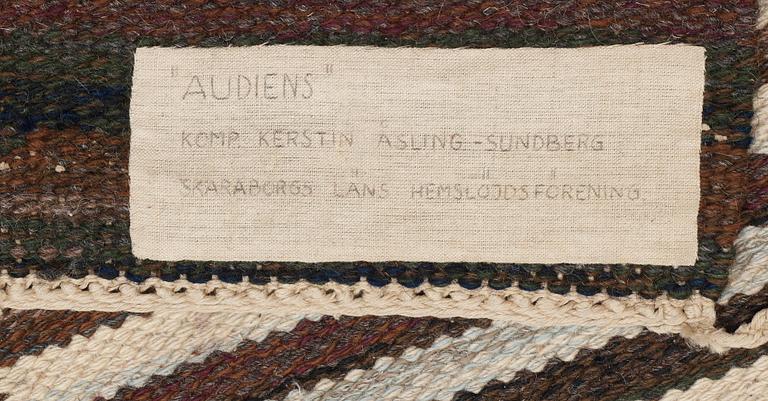 "AUDIENS"
KOMP. KERSTIN ÅSLING-SUNDBERG
SKARABORGS LÄNS HEMSLÖJDSFÖRENING.